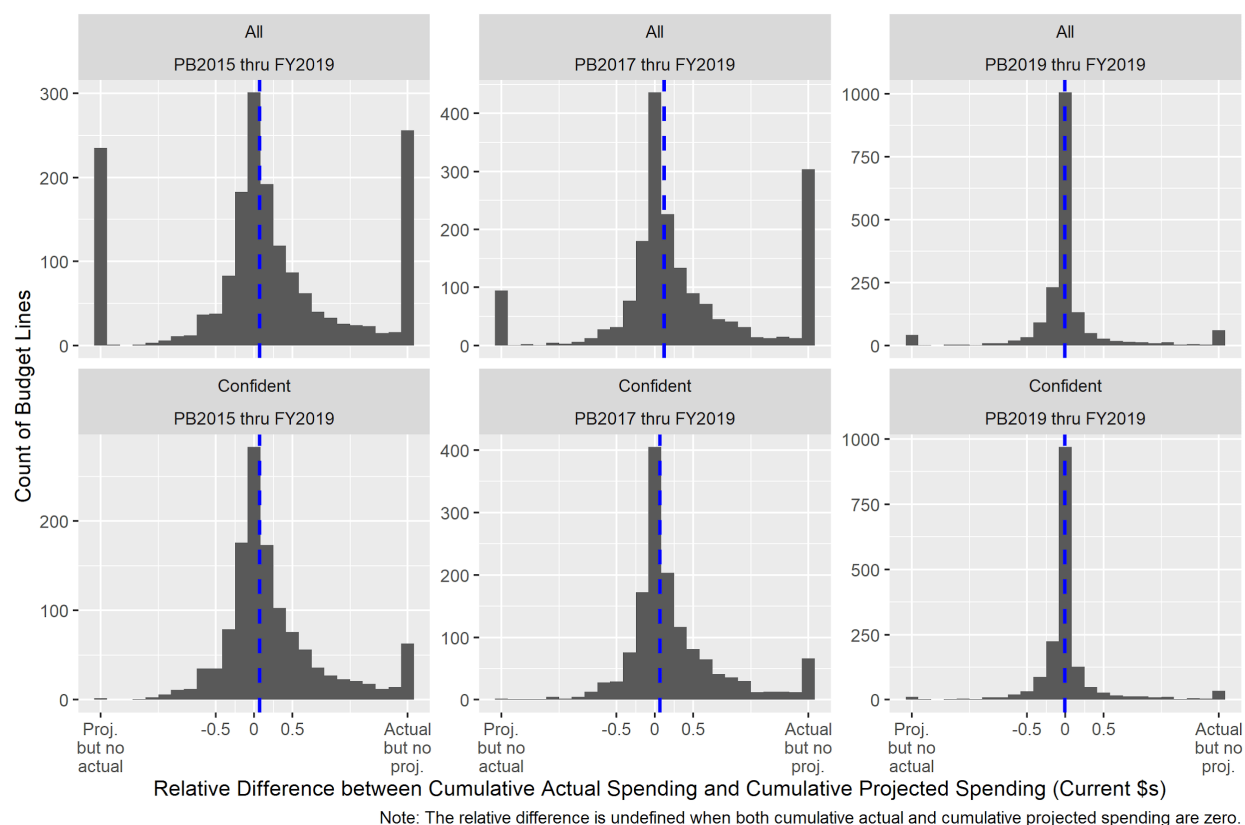 All
PB2015 thru FY2019
All
PB2017 thru FY2019
All
PB2019 thru FY2019
300
200
100
0
400
300
200
100
0
1000
750
500
250
0
Count of Budget Lines
Confident
PB2015 thru FY2019
Confident
PB2017 thru FY2019
Confident
PB2019 thru FY2019
200
100
0
400
300
200
100
0
1000
750
500
250
0
Proj.
but no
actual
-0.5
0
0.5
Actual
but no
proj.
Proj.
but no
actual
-0.5
0
0.5
Actual
but no
proj.
Proj.
but no
actual
-0.5
0
0.5
Actual
but no
proj.
Relative Difference between Cumulative Actual Spending and Cumulative Projected Spending (Current $s)
Note: The relative difference is undefined when both cumulative actual and cumulative projected spending are zero.